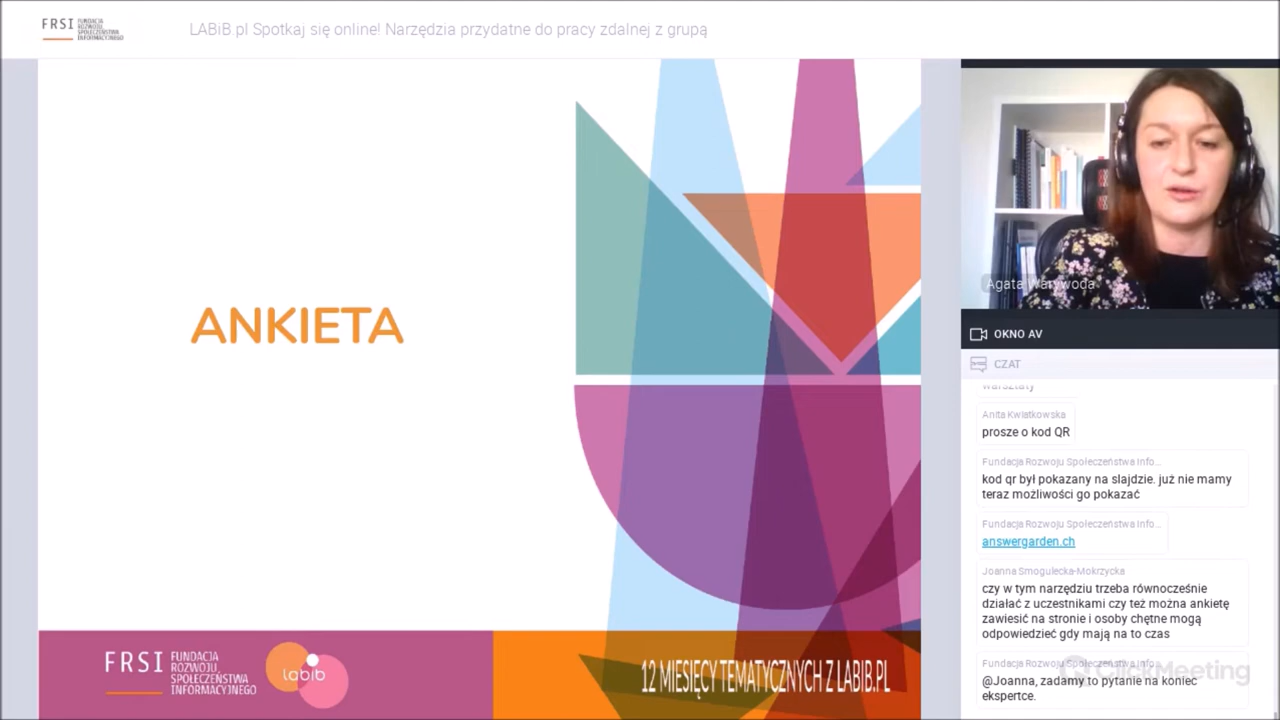 FRSI FUNDACJA
ROZWOJU
SPOŁECZEŃSTWA
INFORMACYJNEGO
LABiB.pl Spotkaj się online! Narzędzia przydatne do pracy zdalnej z grupą
ANKIETA
FRSI FUNDACJA
ROZWOJU
SPOŁECZEŃSTWA
INFORMACYJNEGO
labib
12 MIESIĘCY TEMATYCZNYCH Z LABIB.PL
Agata Warywoda
OKNO AV
CZAT
warsztaty
Anita Kwiatkowska
prosze o kod QR
Fundacja Rozwoju Społeczeństwa Info...
kod qr był pokazany na slajdzie. już nie mamy
teraz możliwości go pokazać
Fundacja Rozwoju Społeczeństwa Info...
answergarden.ch
Joanna Smogulecka-Mokrzycka
czy w tym narzędziu trzeba równocześnie
działać z uczestnikami czy też można ankietę
zawiesić na stronie i osoby chętne mogą
odpowiedzieć gdy mają na to czas
Fundacja Rozwoju Społeczeństwa Info...
@Joanna, zadamy to pytanie na koniec
ekspertce.
ClickMeeting